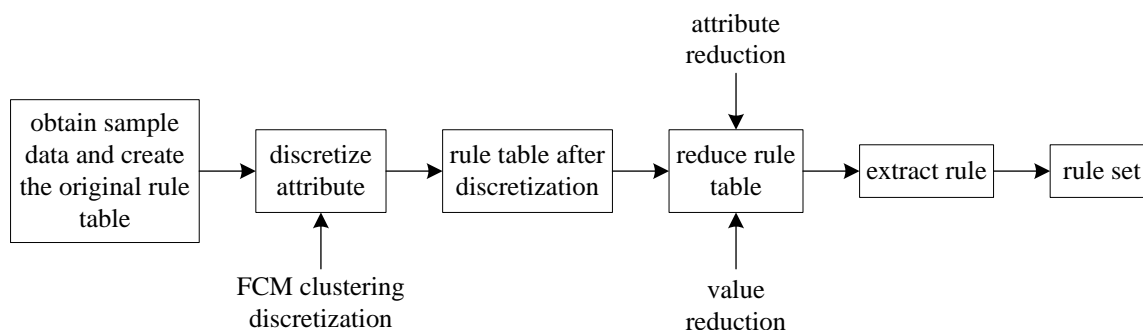 attribute
reduction
obtain sample
data and create
the original rule
table
discretize
attribute
rule table after
discretization
reduce rule
table
extract rule
rule set
FCM clustering
discretization
value
reduction